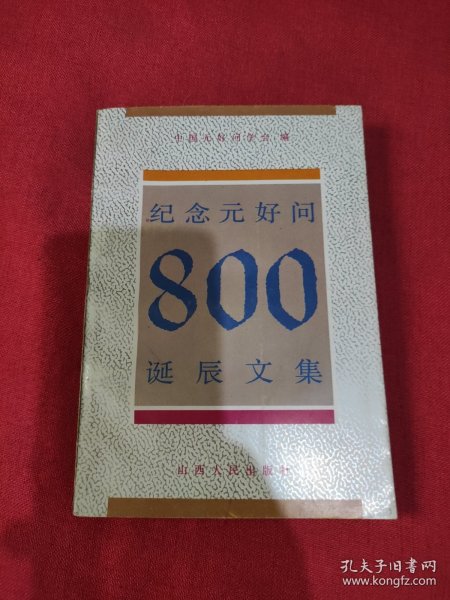 中国元好问学会编
纪念元好问
800
诞辰文集
山西人民出版社
孔夫子旧书网
www.kongfz.com